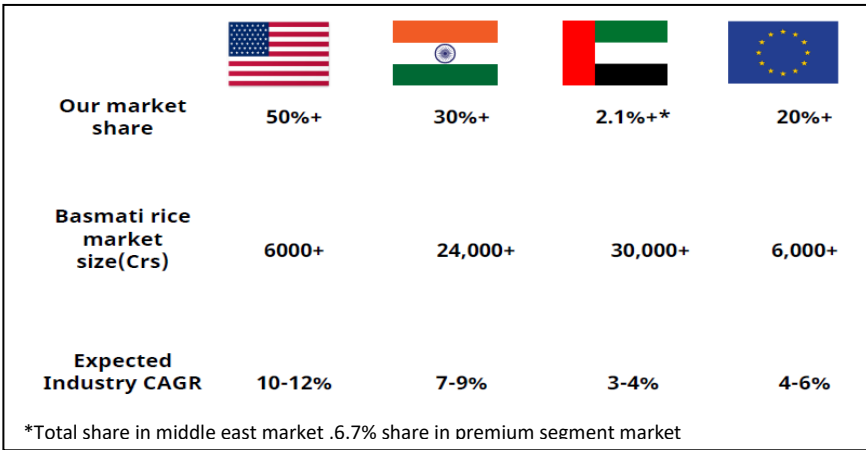 Our market
share
50%+ 30%+ 2.1%+* 20%+
Basmati rice
market
size(Crs)
6000+ 24,000+ 30,000+ 6,000+
Expected
Industry CAGR
10-12% 7-9% 3-4% 4-6%
*Total share in middle east market .6.7% share in premium segment market